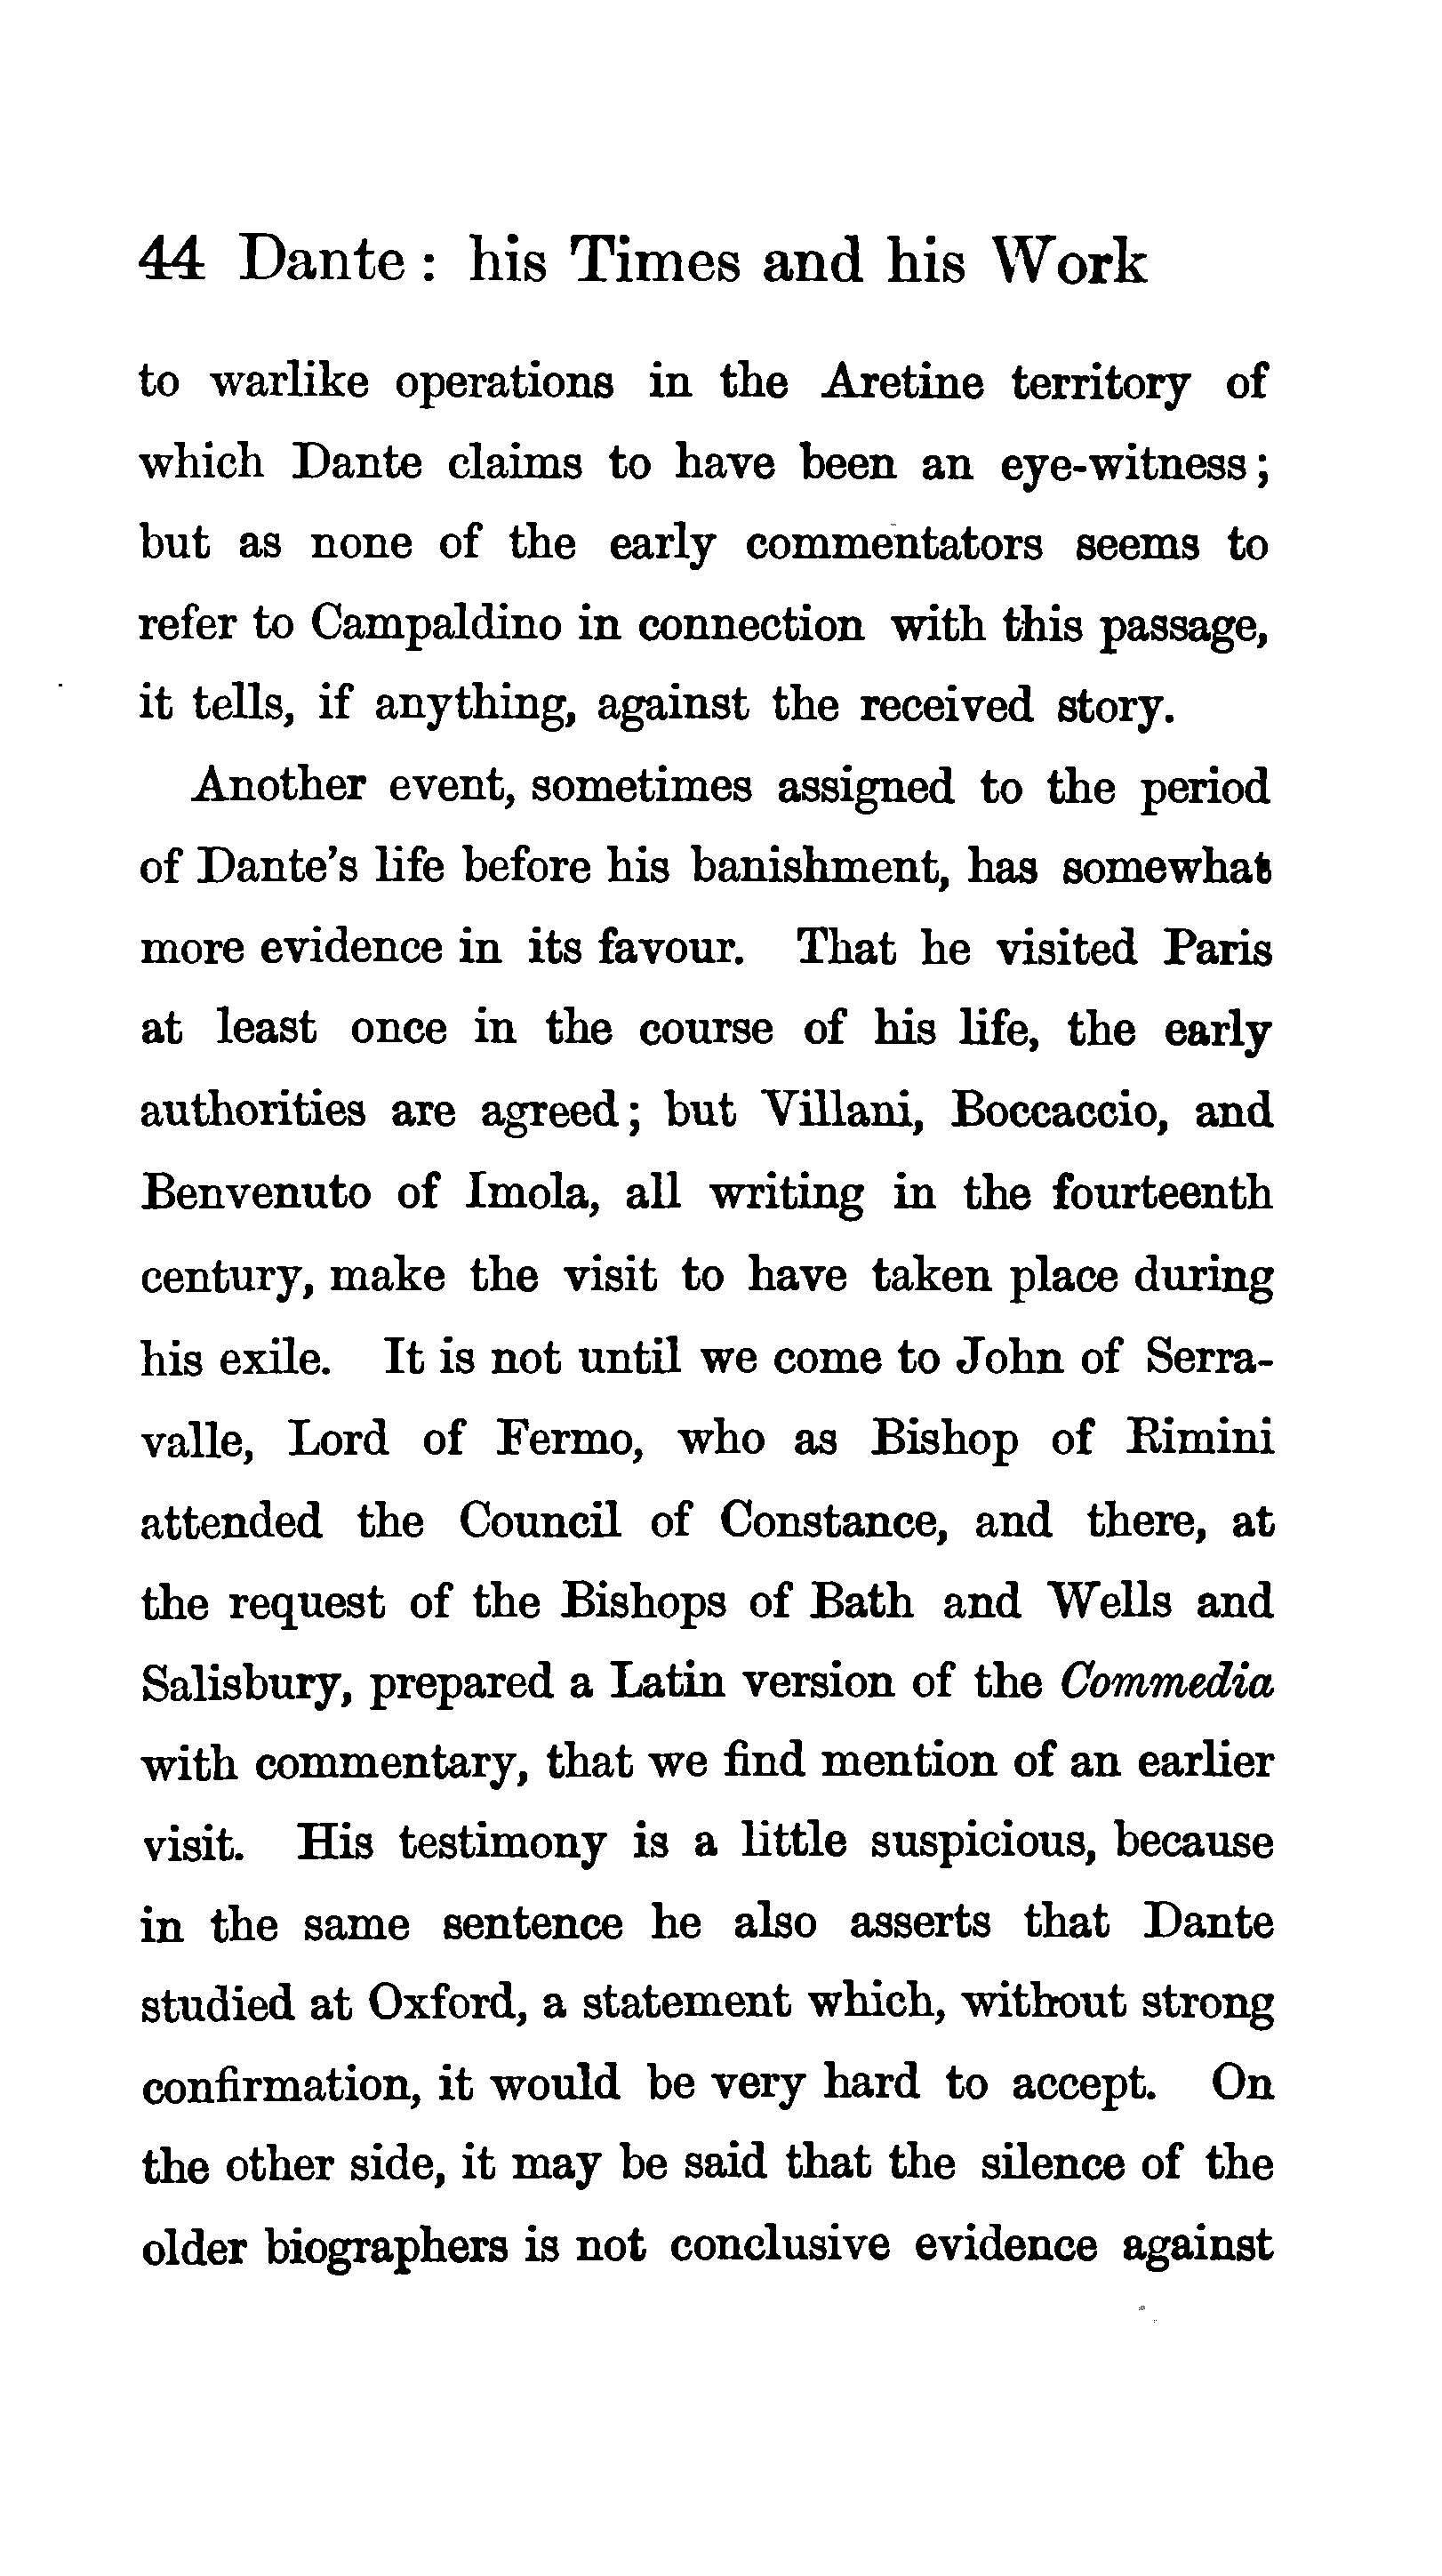 44 Dante: his Times and his Work
to warlike operations in the Aretine territory of
which Dante claims to have been an eye-witness;
but as none of the early commentators seems to
refer to Campaldino in connection with this passage,
it tells, if anything, against the received story.
Another event, sometimes assigned to the period
of Dante's life before his banishment, has somewhat
more evidence in its favour. That he visited Paris
at least once in the course of his life, the early
authorities are agreed; but Villani, Boccaccio, and
Benvenuto of Imola, all writing in the fourteenth
century, make the visit to have taken place during
his exile. It is not until we come to John of Serra-
valle, Lord of Fermo, who as Bishop of Rimini
attended the Council of Constance, and there, at
the request of the Bishops of Bath and Wells and
Salisbury, prepared a Latin version of the Commedia
with commentary, that we find mention of an earlier
visit. His testimony is a little suspicious, because
in the same sentence he also asserts that Dante
studied at Oxford, a statement which, without strong
confirmation, it would be very hard to accept. On
the other side, it may be said that the silence of the
older biographers is not conclusive evidence against